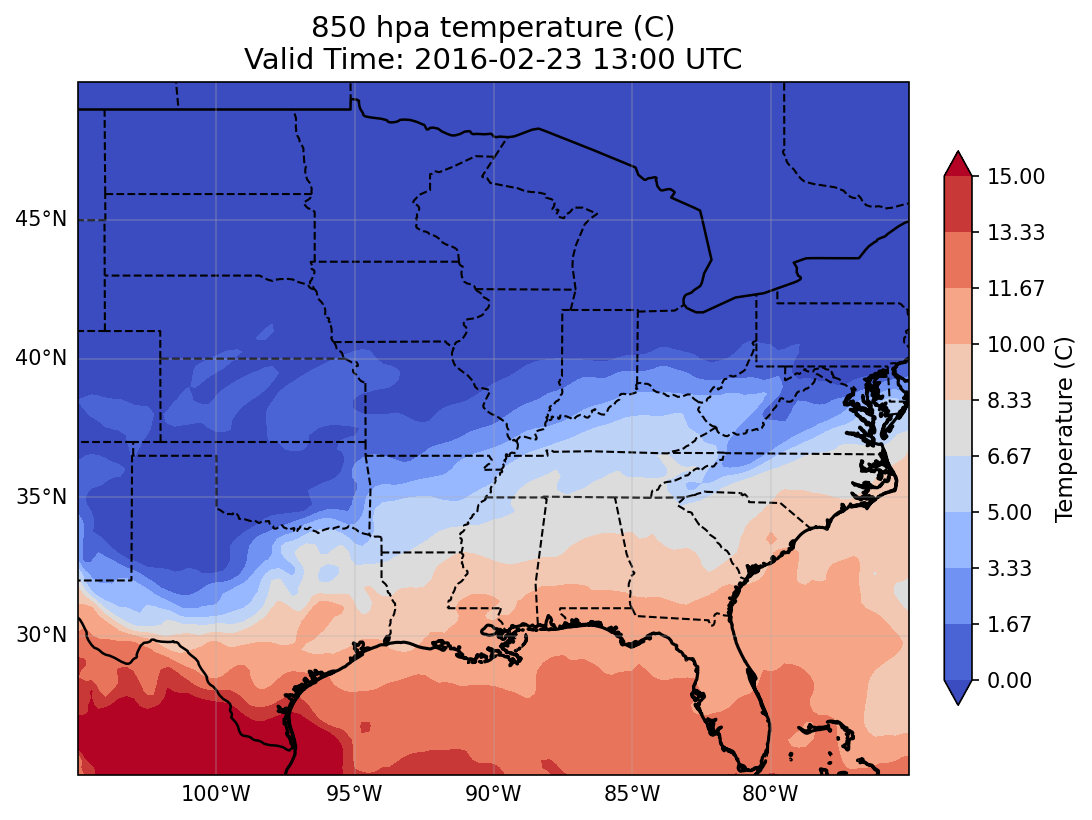 850 hpa temperature (C)
Valid Time: 2016-02-23 13:00 UTC
45°N
40°N
35°N
30°N
100°W
95°W
90°W
85°W
80°W
15.00
13.33
11.67
10.00
8.33
6.67
5.00
3.33
1.67
0.00
Temperature (C)